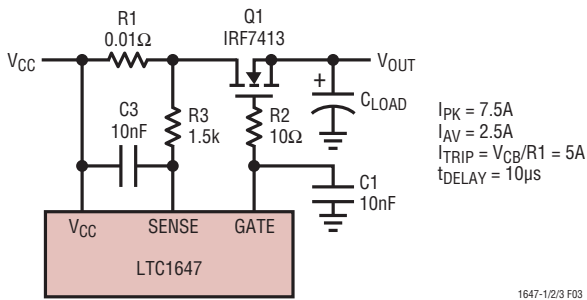 R1
0.01Ω
Q1
IRF7413
VCC
VOUT
+
CLOAD
C3
10nF
R3
1.5k
R2
10Ω
C1
10nF
IPK = 7.5A
IAV = 2.5A
ITRIP = VCB/R1 = 5A
tDELAY = 10µs
VCC SENSE GATE
LTC1647
1647-1/2/3 F03